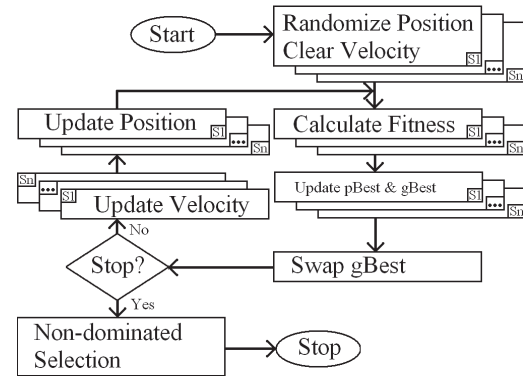 Start
Randomize Position
Clear Velocity
S1
...
Sn
Update Position
S1
...
Sn
Calculate Fitness
S1
...
Sn
Sn
...
S1
Update Velocity
Update pBest & gBest
S1
...
Sn
No
Stop?
Swap gBest
Yes
Non-dominated
Selection
Stop